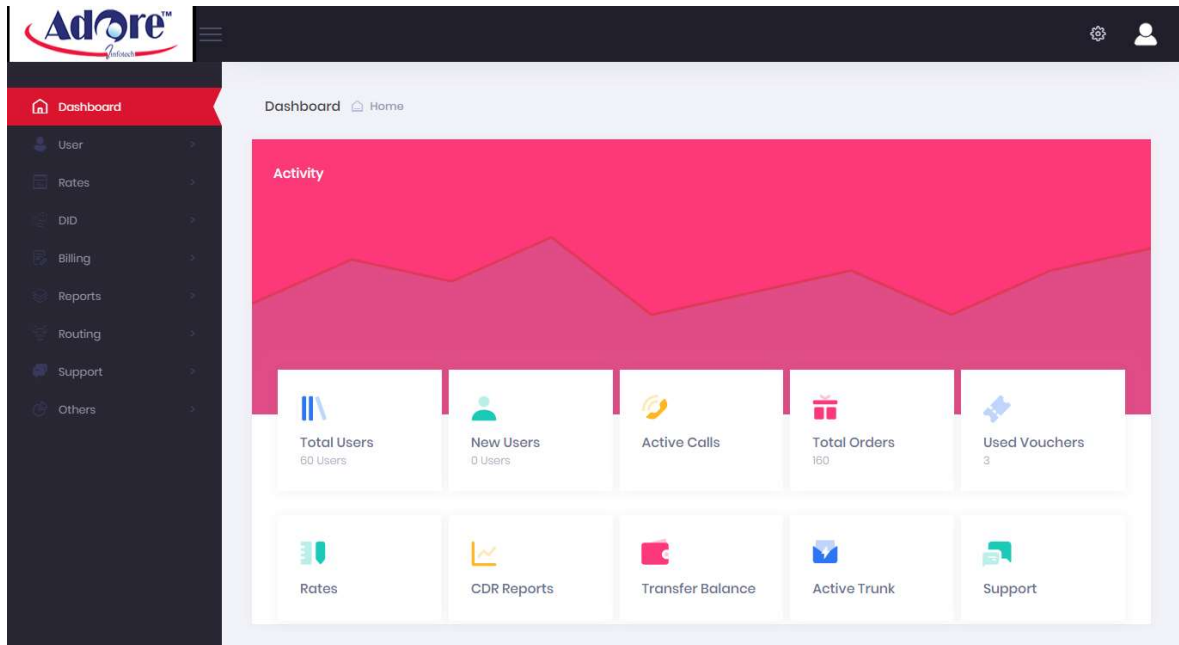 Adore™
Infotech
Dashboard
User
Rates
DID
Billing
Reports
Routing
Support
Others
Dashboard Home
Activity
Total Users
60 Users
New Users
0 Users
Active Calls
Total Orders
160
Used Vouchers
3
Rates
CDR Reports
Transfer Balance
Active Trunk
Support